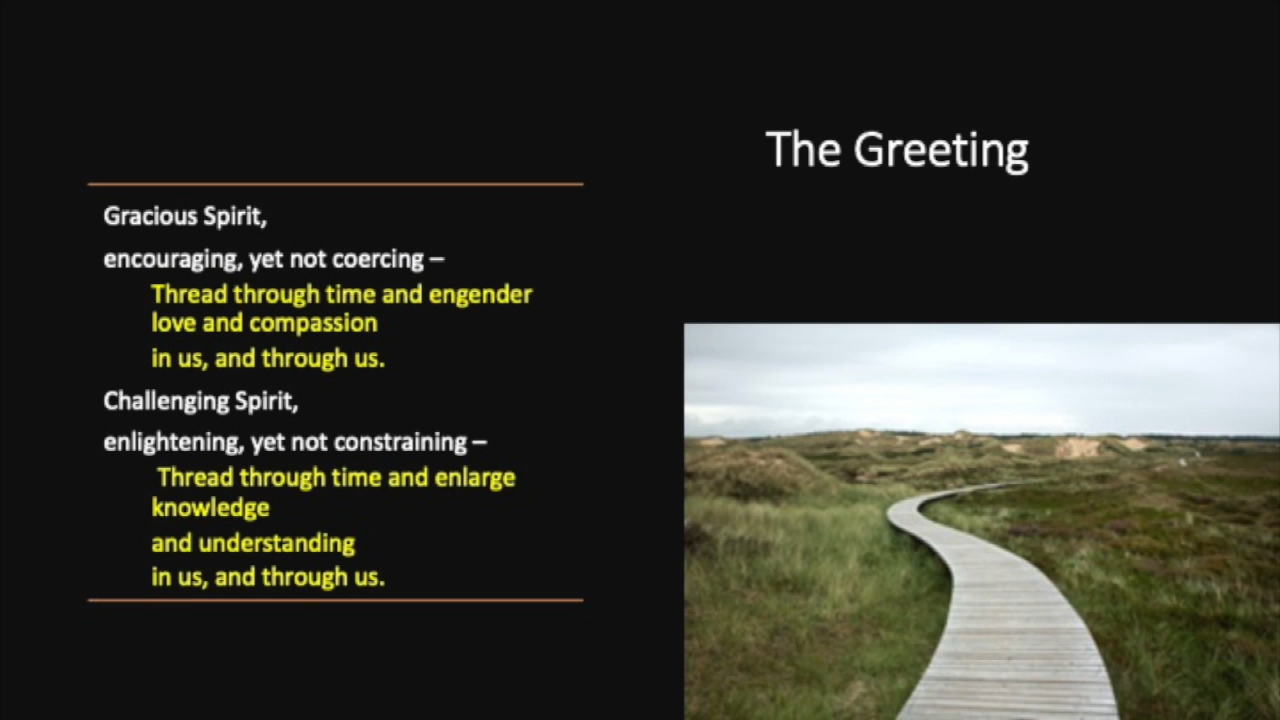 The Greeting
Gracious Spirit,
encouraging, yet not coercing –
Thread through time and engender
love and compassion
in us, and through us.
Challenging Spirit,
enlightening, yet not constraining –
Thread through time and enlarge
knowledge
and understanding
in us, and through us.